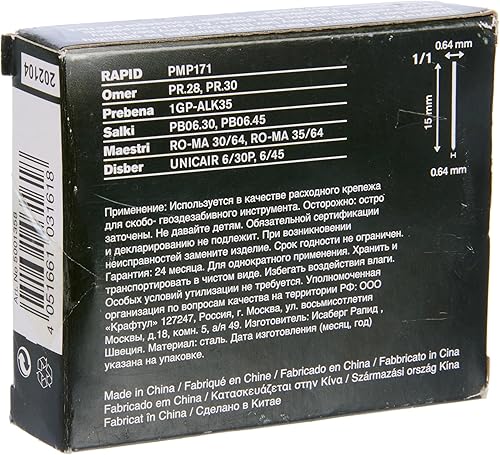 RAPID PMP171
Omer PR.28, PR.30
Prebena 1GP-ALK35
Salki PB06.30, PB06.45
Maestri RO-MA 30/64, RO-MA 35/64
Disber UNICAIR 6/30P, 6/45
0.64 mm
1/1
15 mm
0.64 mm
202104
Art.No 5001358
4 051661 031618
Применение: Используется в качестве расходного крепежа
для скобо- гвоздезабивного инструмента. Осторожно: остро
заточены. Не давайте детям. Обязательной сертификации
и декларированию не подлежит. При возникновении
неисправностей замените изделие. Срок годности не ограничен.
Гарантия: 24 месяца. Для однократного применения. Хранить и
транспортировать в чистом виде. Избегать воздействия влаги.
Особых условий утилизации не требуется. Уполномоченная
организация по вопросам качества на территории РФ: ООО
«Крафтул» 127247, Россия, г. Москва, ул. восьмисотлетия
Москвы, д.18, комн. 5, а/я 49. Изготовитель: Исаберг Рапид ,
Швеция. Материал: сталь. Дата изготовления (месяц, год)
указана на упаковке.
Made in China / Fabriqué en Chine / Fabricado en China / Fabbricato in China
Fabricado em China / Κατασκευάζεται στην Κίνα / Származási ország Kína
Fabricat în China / Сделано в Китае